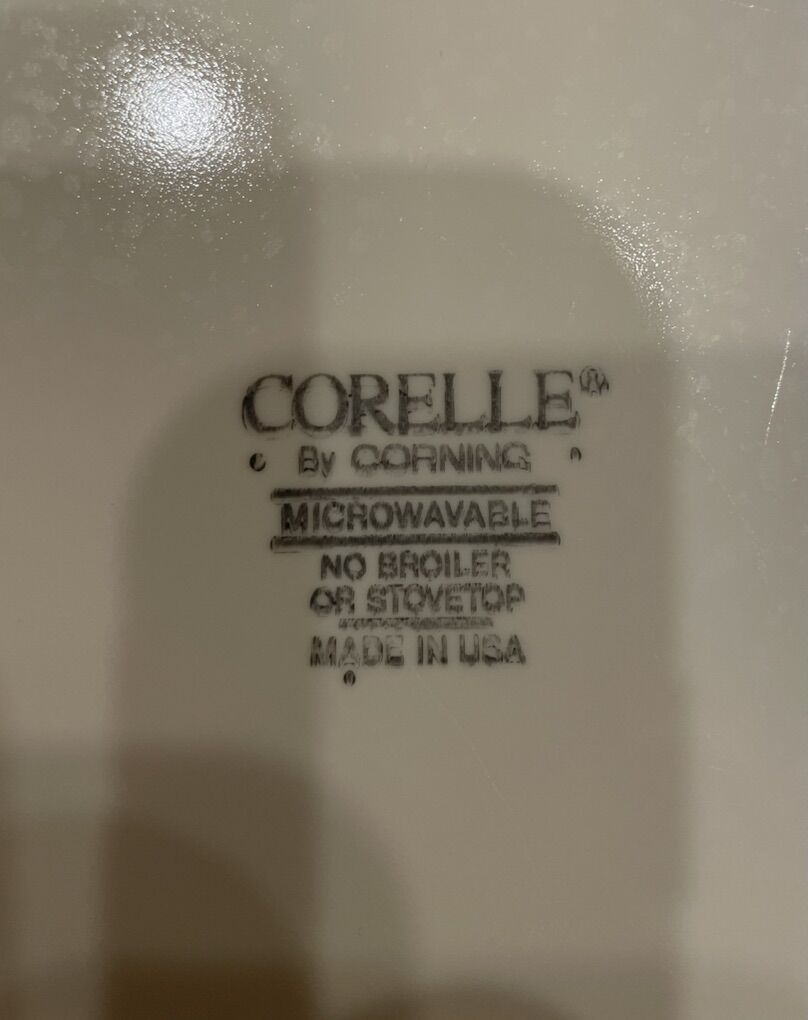 CORELLE®
By CORNING
MICROWAVABLE
NO BROILER
OR STOVETOP
MADE IN USA